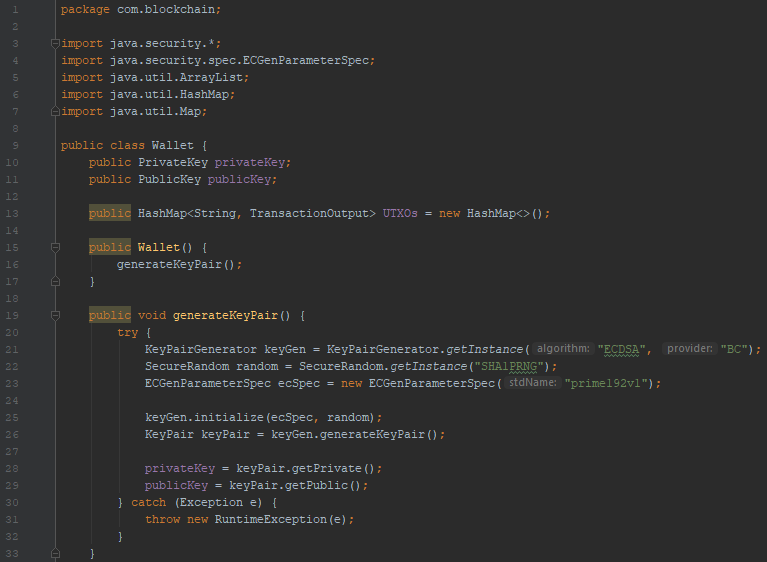 1 package com.blockchain;
2
3 import java.security.*;
4 import java.security.spec.ECGenParameterSpec;
5 import java.util.ArrayList;
6 import java.util.HashMap;
7 import java.util.Map;
8
9 public class Wallet {
10     public PrivateKey privateKey;
11     public PublicKey publicKey;
12
13     public HashMap<String, TransactionOutput> UTXOs = new HashMap<>();
14
15     public Wallet() {
16         generateKeyPair();
17     }
18
19     public void generateKeyPair() {
20         try {
21             KeyPairGenerator keyGen = KeyPairGenerator.getInstance( algorithm: "ECDSA", provider: "BC");
22             SecureRandom random = SecureRandom.getInstance("SHA1PRNG");
23             ECGenParameterSpec ecSpec = new ECGenParameterSpec( stdName: "prime192v1");
24
25             keyGen.initialize(ecSpec, random);
26             KeyPair keyPair = keyGen.generateKeyPair();
27
28             privateKey = keyPair.getPrivate();
29             publicKey = keyPair.getPublic();
30         } catch (Exception e) {
31             throw new RuntimeException(e);
32         }
33     }